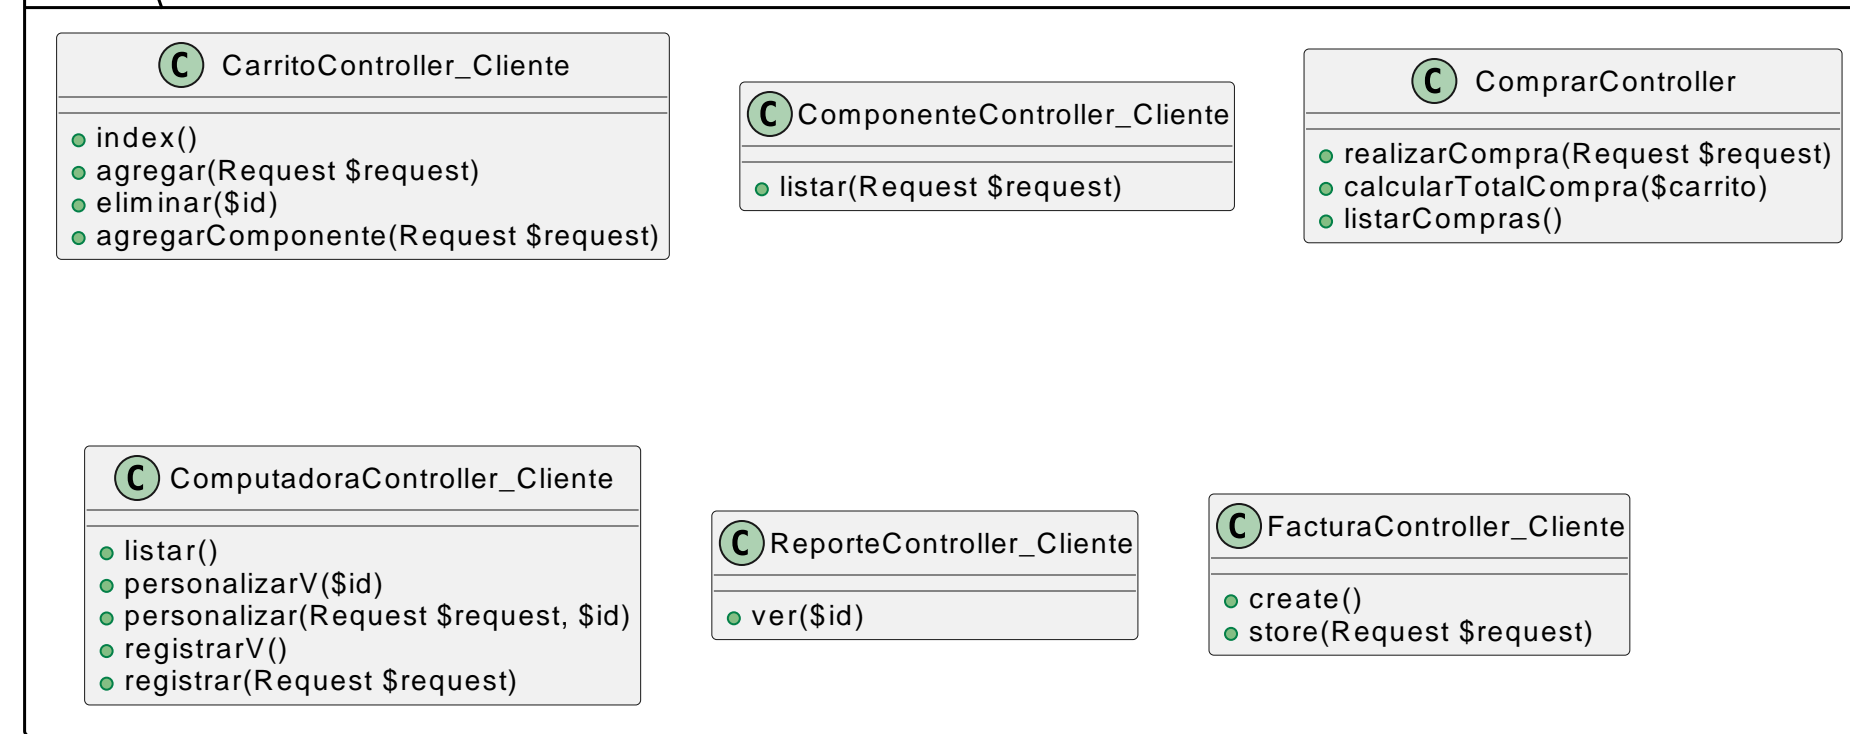 C CarritoController_Cliente
index()
agregar(Request $request)
eliminar($id)
agregarComponente(Request $request)
C ComponenteController_Cliente
listar(Request $request)
C ComprarController
realizarCompra(Request $request)
calcularTotalCompra($carrito)
listarCompras()
C ComputadoraController_Cliente
listar()
personalizarV($id)
personalizar(Request $request, $id)
registrarV()
registrar(Request $request)
C ReporteController_Cliente
ver($id)
C FacturaController_Cliente
create()
store(Request $request)